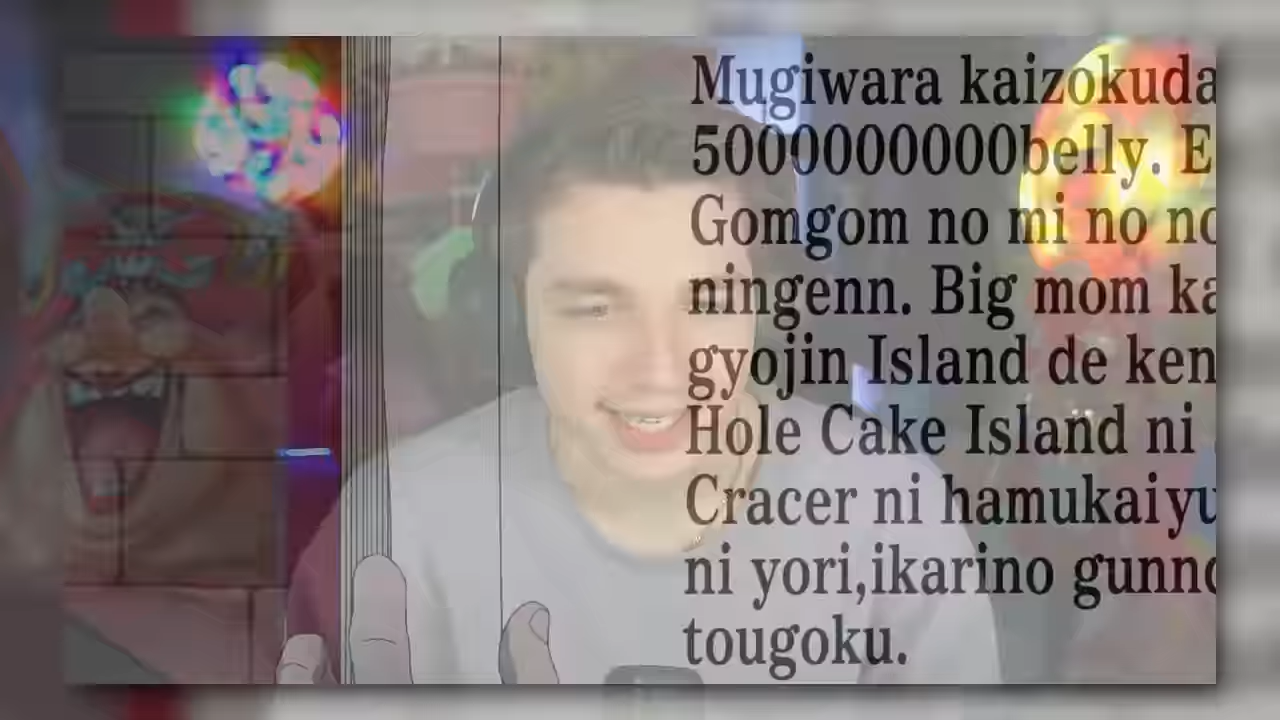 Mugiwara kaizokuda
5000000000belly. E
Gomgom no mi no no
ningenn. Big mom ka
gyojin Island de ken
Hole Cake Island ni
Cracer ni hamukaiyu
ni yori,ikarino gunno
tougoku.